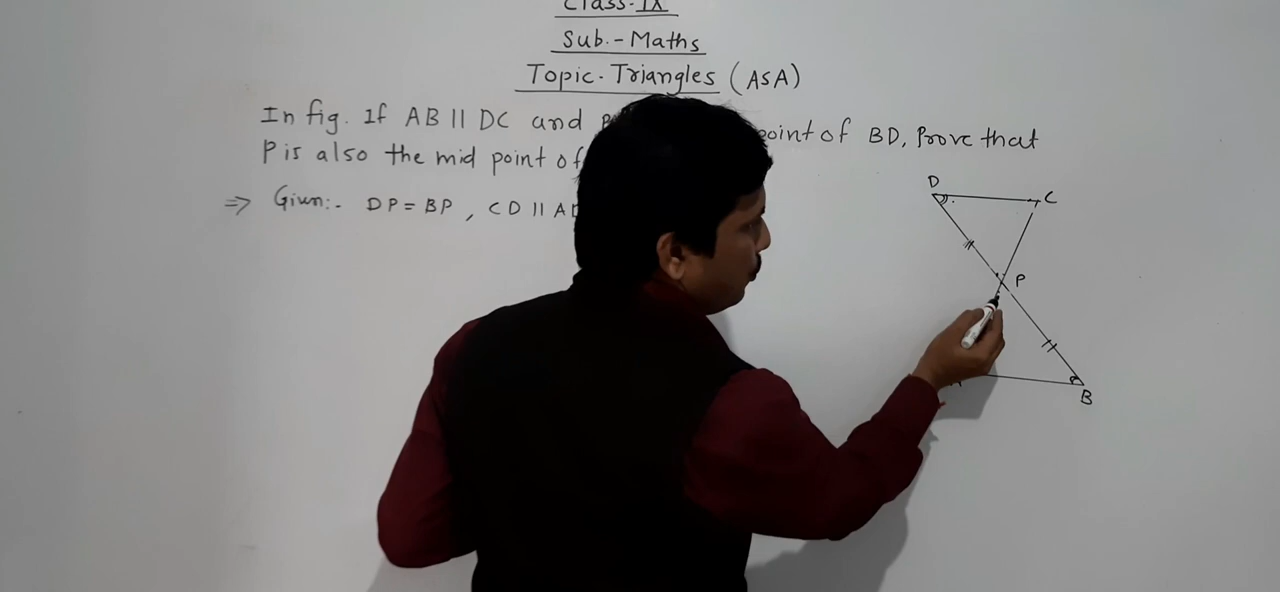 Class-IX
Sub.-Maths
Topic-Triangles (ASA)
In fig. If AB || DC and P point of BD, Prove that
P is also the mid point of
⇒ Given:- DP = BP, CD || A
D
C
P
B